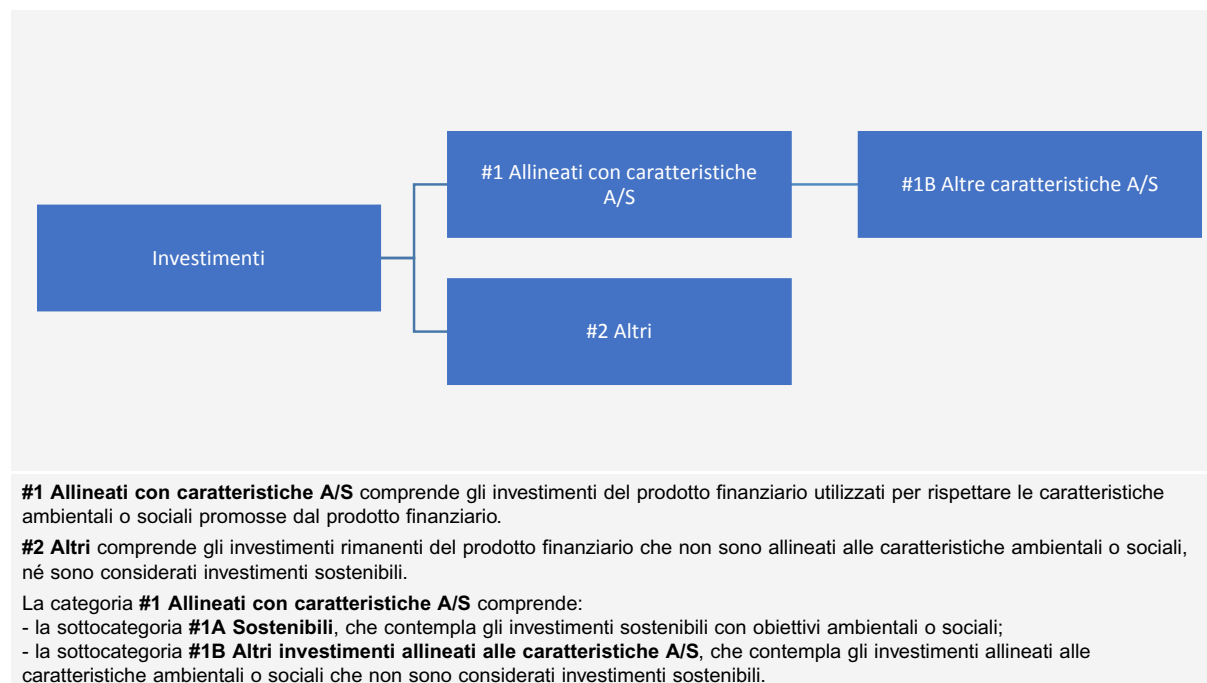 #1 Allineati con caratteristiche
A/S
#1B Altre caratteristiche A/S
Investimenti
#2 Altri
#1 Allineati con caratteristiche A/S comprende gli investimenti del prodotto finanziario utilizzati per rispettare le caratteristiche
ambientali o sociali promosse dal prodotto finanziario.
#2 Altri comprende gli investimenti rimanenti del prodotto finanziario che non sono allineati alle caratteristiche ambientali o sociali,
né sono considerati investimenti sostenibili.
La categoria #1 Allineati con caratteristiche A/S comprende:
- la sottocategoria #1A Sostenibili, che contempla gli investimenti sostenibili con obiettivi ambientali o sociali;
- la sottocategoria #1B Altri investimenti allineati alle caratteristiche A/S, che contempla gli investimenti allineati alle
caratteristiche ambientali o sociali che non sono considerati investimenti sostenibili.